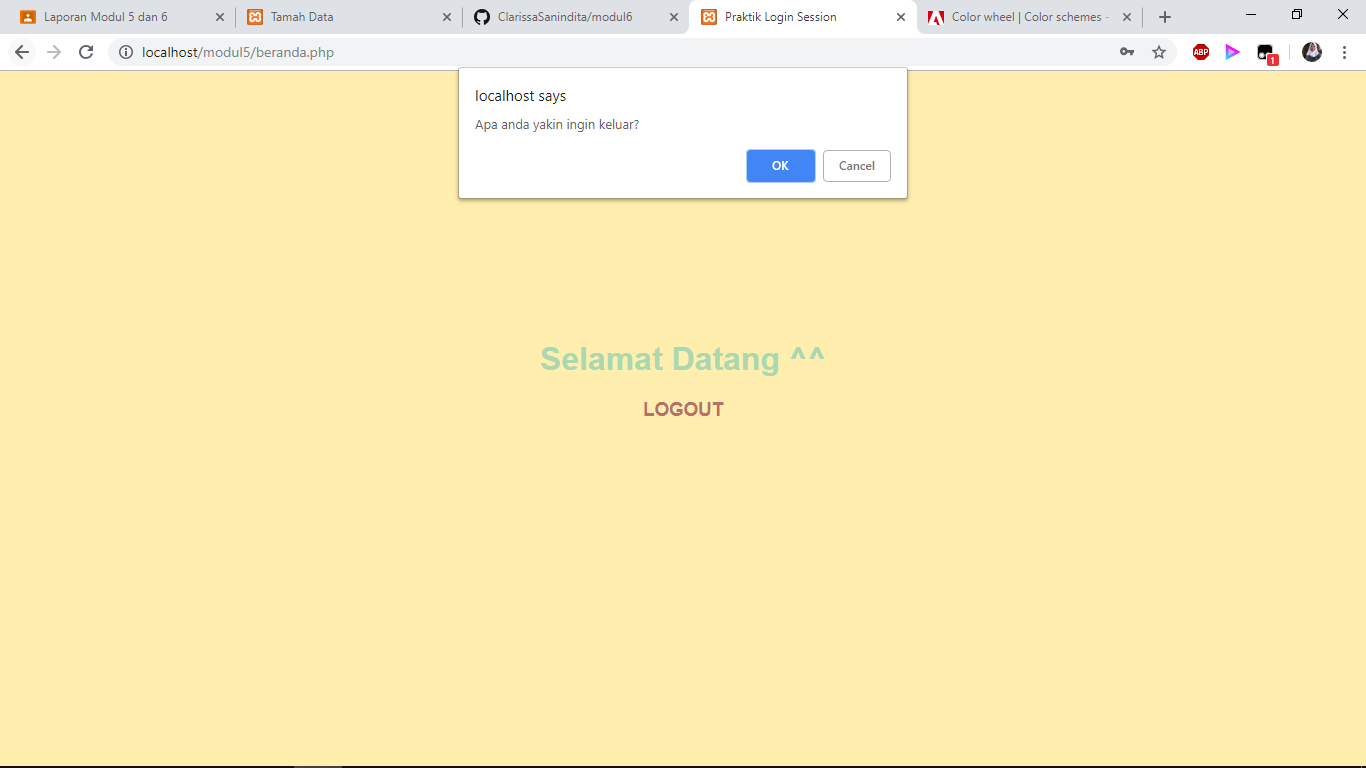 Laporan Modul 5 dan 6
Tamah Data
ClarissaSanindita/modul6
Praktik Login Session
Color wheel | Color schemes -
localhost/modul5/beranda.php
ABP
1
localhost says
Apa anda yakin ingin keluar?
OK
Cancel
Selamat Datang ^^
LOGOUT